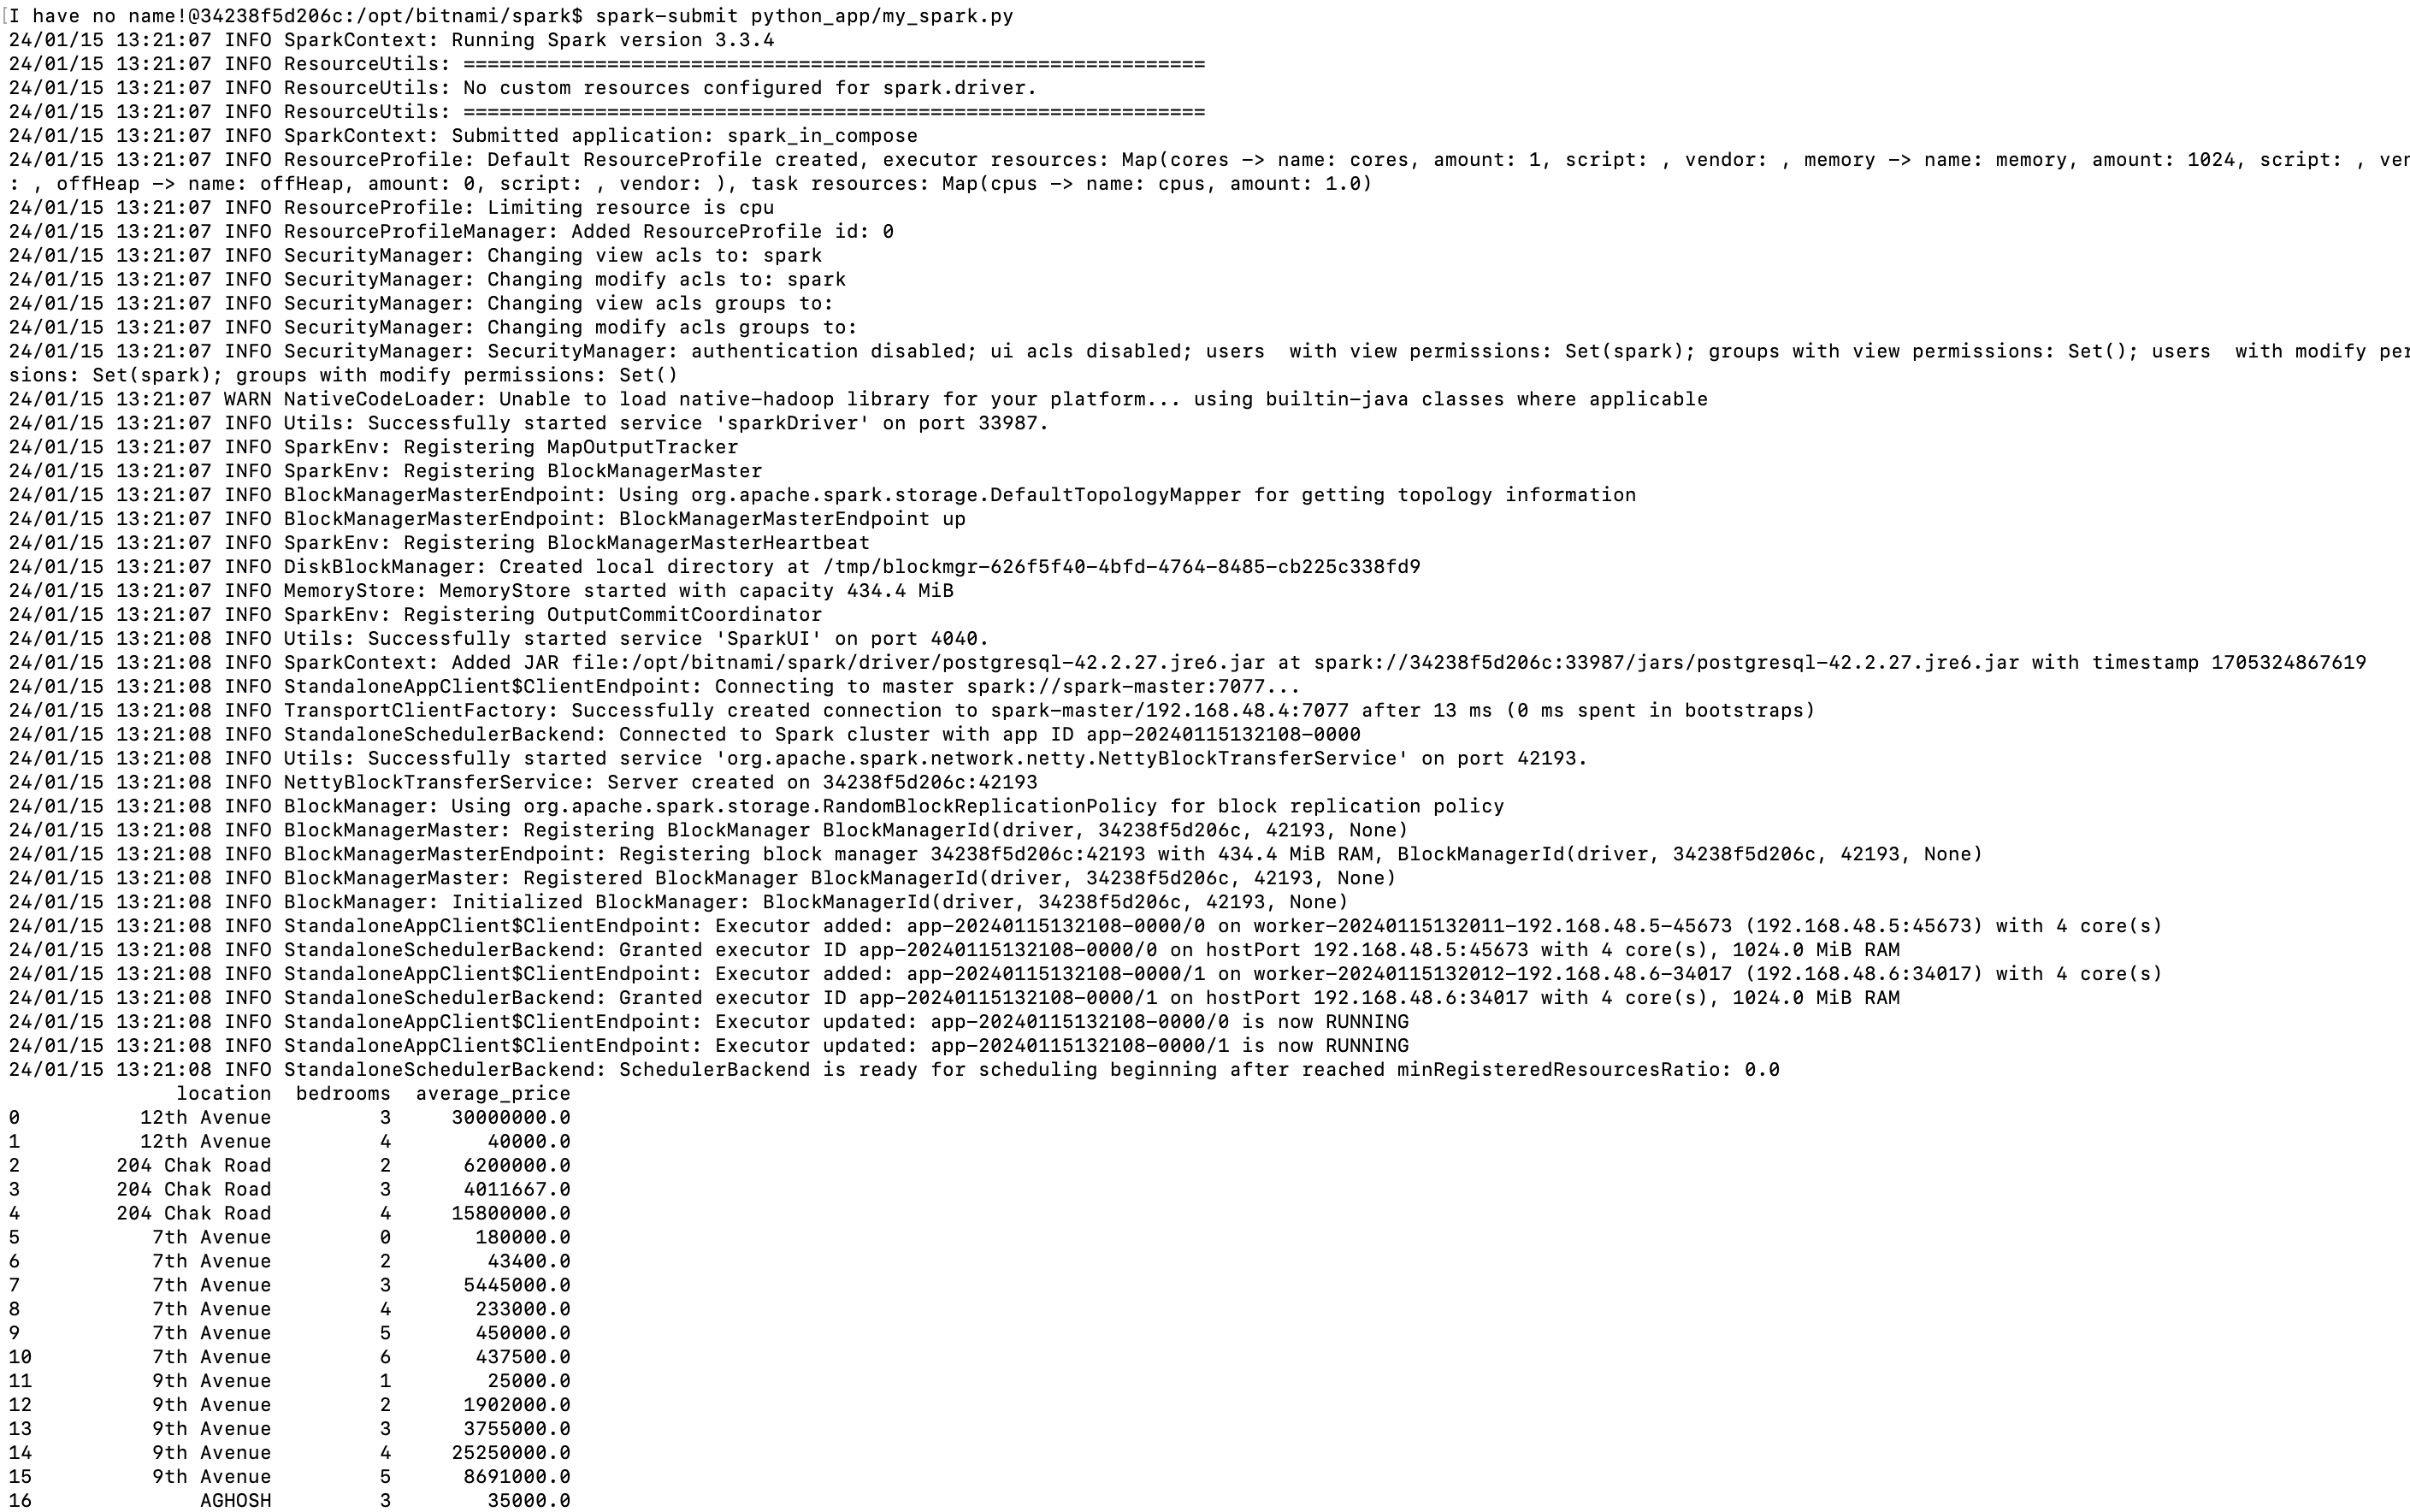 I have no name!@34238f5d206c:/opt/bitnami/spark$ spark-submit python_app/my_spark.py
24/01/15 13:21:07 INFO SparkContext: Running Spark version 3.3.4
24/01/15 13:21:07 INFO ResourceUtils: ==============================================================
24/01/15 13:21:07 INFO ResourceUtils: No custom resources configured for spark.driver.
24/01/15 13:21:07 INFO ResourceUtils: ==============================================================
24/01/15 13:21:07 INFO SparkContext: Submitted application: spark_in_compose
24/01/15 13:21:07 INFO ResourceProfile: Default ResourceProfile created, executor resources: Map(cores -> name: cores, amount: 1, script: , vendor: , memory -> name: memory, amount: 1024, script: , ven
: , offHeap -> name: offHeap, amount: 0, script: , vendor: ), task resources: Map(cpus -> name: cpus, amount: 1.0)
24/01/15 13:21:07 INFO ResourceProfile: Limiting resource is cpu
24/01/15 13:21:07 INFO ResourceProfileManager: Added ResourceProfile id: 0
24/01/15 13:21:07 INFO SecurityManager: Changing view acls to: spark
24/01/15 13:21:07 INFO SecurityManager: Changing modify acls to: spark
24/01/15 13:21:07 INFO SecurityManager: Changing view acls groups to:
24/01/15 13:21:07 INFO SecurityManager: Changing modify acls groups to:
24/01/15 13:21:07 INFO SecurityManager: SecurityManager: authentication disabled; ui acls disabled; users  with view permissions: Set(spark); groups with view permissions: Set(); users  with modify per
sions: Set(spark); groups with modify permissions: Set()
24/01/15 13:21:07 WARN NativeCodeLoader: Unable to load native-hadoop library for your platform... using builtin-java classes where applicable
24/01/15 13:21:07 INFO Utils: Successfully started service 'sparkDriver' on port 33987.
24/01/15 13:21:07 INFO SparkEnv: Registering MapOutputTracker
24/01/15 13:21:07 INFO SparkEnv: Registering BlockManagerMaster
24/01/15 13:21:07 INFO BlockManagerMasterEndpoint: Using org.apache.spark.storage.DefaultTopologyMapper for getting topology information
24/01/15 13:21:07 INFO BlockManagerMasterEndpoint: BlockManagerMasterEndpoint up
24/01/15 13:21:07 INFO SparkEnv: Registering BlockManagerMasterHeartbeat
24/01/15 13:21:07 INFO DiskBlockManager: Created local directory at /tmp/blockmgr-626f5f40-4bfd-4764-8485-cb225c338fd9
24/01/15 13:21:07 INFO MemoryStore: MemoryStore started with capacity 434.4 MiB
24/01/15 13:21:07 INFO SparkEnv: Registering OutputCommitCoordinator
24/01/15 13:21:08 INFO Utils: Successfully started service 'SparkUI' on port 4040.
24/01/15 13:21:08 INFO SparkContext: Added JAR file:/opt/bitnami/spark/driver/postgresql-42.2.27.jre6.jar at spark://34238f5d206c:33987/jars/postgresql-42.2.27.jre6.jar with timestamp 1705324867619
24/01/15 13:21:08 INFO StandaloneAppClient$ClientEndpoint: Connecting to master spark://spark-master:7077...
24/01/15 13:21:08 INFO TransportClientFactory: Successfully created connection to spark-master/192.168.48.4:7077 after 13 ms (0 ms spent in bootstraps)
24/01/15 13:21:08 INFO StandaloneSchedulerBackend: Connected to Spark cluster with app ID app-20240115132108-0000
24/01/15 13:21:08 INFO Utils: Successfully started service 'org.apache.spark.network.netty.NettyBlockTransferService' on port 42193.
24/01/15 13:21:08 INFO NettyBlockTransferService: Server created on 34238f5d206c:42193
24/01/15 13:21:08 INFO BlockManager: Using org.apache.spark.storage.RandomBlockReplicationPolicy for block replication policy
24/01/15 13:21:08 INFO BlockManagerMaster: Registering BlockManager BlockManagerId(driver, 34238f5d206c, 42193, None)
24/01/15 13:21:08 INFO BlockManagerMasterEndpoint: Registering block manager 34238f5d206c:42193 with 434.4 MiB RAM, BlockManagerId(driver, 34238f5d206c, 42193, None)
24/01/15 13:21:08 INFO BlockManagerMaster: Registered BlockManager BlockManagerId(driver, 34238f5d206c, 42193, None)
24/01/15 13:21:08 INFO BlockManager: Initialized BlockManager: BlockManagerId(driver, 34238f5d206c, 42193, None)
24/01/15 13:21:08 INFO StandaloneAppClient$ClientEndpoint: Executor added: app-20240115132108-0000/0 on worker-20240115132011-192.168.48.5-45673 (192.168.48.5:45673) with 4 core(s)
24/01/15 13:21:08 INFO StandaloneSchedulerBackend: Granted executor ID app-20240115132108-0000/0 on hostPort 192.168.48.5:45673 with 4 core(s), 1024.0 MiB RAM
24/01/15 13:21:08 INFO StandaloneAppClient$ClientEndpoint: Executor added: app-20240115132108-0000/1 on worker-20240115132012-192.168.48.6-34017 (192.168.48.6:34017) with 4 core(s)
24/01/15 13:21:08 INFO StandaloneSchedulerBackend: Granted executor ID app-20240115132108-0000/1 on hostPort 192.168.48.6:34017 with 4 core(s), 1024.0 MiB RAM
24/01/15 13:21:08 INFO StandaloneAppClient$ClientEndpoint: Executor updated: app-20240115132108-0000/0 is now RUNNING
24/01/15 13:21:08 INFO StandaloneAppClient$ClientEndpoint: Executor updated: app-20240115132108-0000/1 is now RUNNING
24/01/15 13:21:08 INFO StandaloneSchedulerBackend: SchedulerBackend is ready for scheduling beginning after reached minRegisteredResourcesRatio: 0.0
location  bedrooms  average_price
0 12th Avenue 3 30000000.0
1 12th Avenue 4 40000.0
2 204 Chak Road 2 6200000.0
3 204 Chak Road 3 4011667.0
4 204 Chak Road 4 15800000.0
5 7th Avenue 0 180000.0
6 7th Avenue 2 43400.0
7 7th Avenue 3 5445000.0
8 7th Avenue 4 233000.0
9 7th Avenue 5 450000.0
10 7th Avenue 6 437500.0
11 9th Avenue 1 25000.0
12 9th Avenue 2 1902000.0
13 9th Avenue 3 3755000.0
14 9th Avenue 4 25250000.0
15 9th Avenue 5 8691000.0
16 AGHOSH 3 35000.0